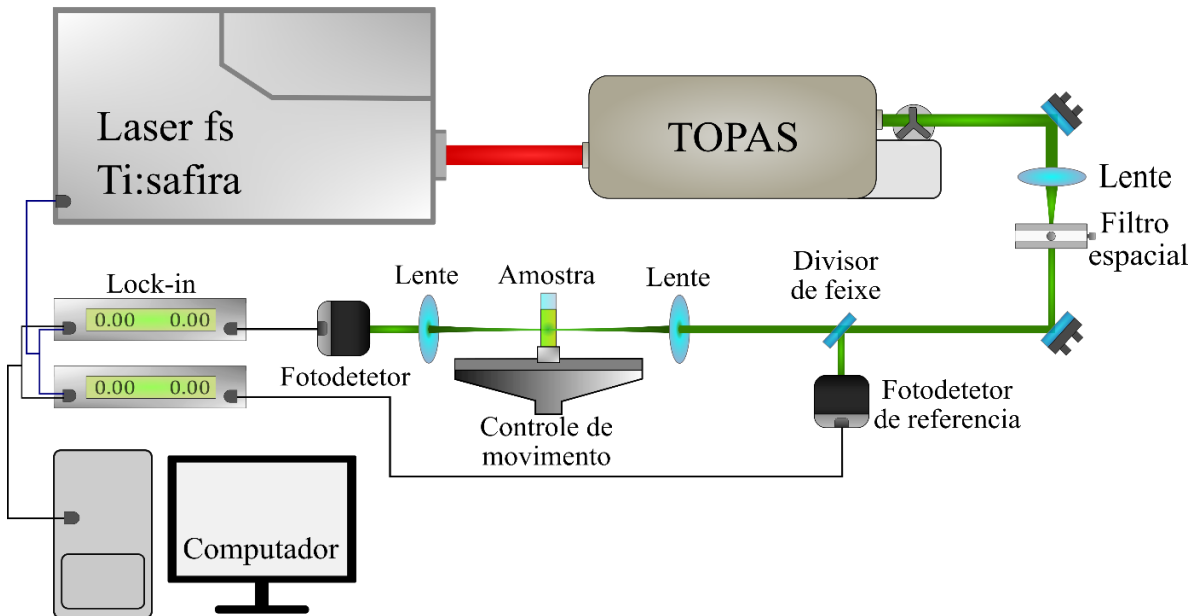 Laser fs
Ti:safira
TOPAS
Lente
Filtro
espacial
Divisor
de feixe
Lente
Amostra
Lente
Lock-in
0.00 0.00
0.00 0.00
Fotodetetor
Controle de
movimento
Fotodetetor
de referencia
Computador